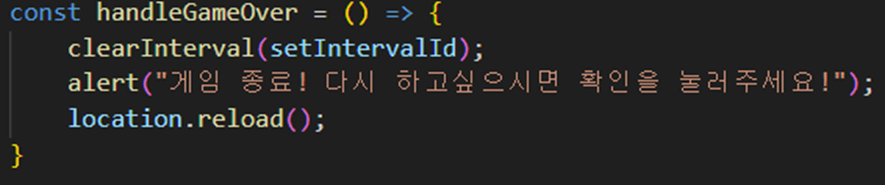 const handleGameOver = () => {
    clearInterval(setIntervalId);
    alert("게임 종료! 다시 하고싶으시면 확인을 눌러주세요!");
    location.reload();
}